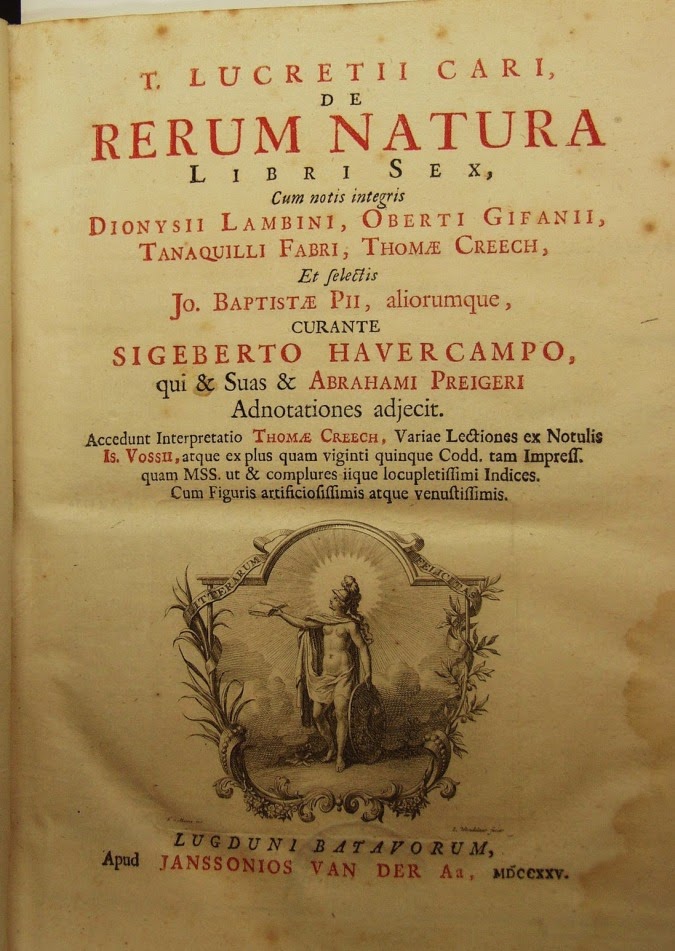 T. LUCRETII CARI,
DE
RERUM NATURA
LIBRI SEX,
Cum notis integris
DIONYSII LAMBINI, OBERTI GIFANII,
TANAQUILLI FABRI, THOMÆ CREECH,
Et ſelectis
JO. BAPTISTÆ PII, aliorumque,
CURANTE
SIGEBERTO HAVERCAMPO,
qui & Suas & ABRAHAMI PREIGERI
Adnotationes adjecit.
Accedunt Interpretatio THOMÆ CREECH, Variae Lectiones ex Notulis
IS. VOSSII, atque ex plus quam viginti quinque Codd. tam Impreſſ.
quam MSS. ut & complures iique locupletiſſimi Indices.
Cum Figuris artificioſiſſimis atque venuſtiſſimis.
LITTERARUM FELICITAS
LUGDUNI BATAVORUM,
Apud JANSSONIOS VAN DER Aa, MDCCXXV.